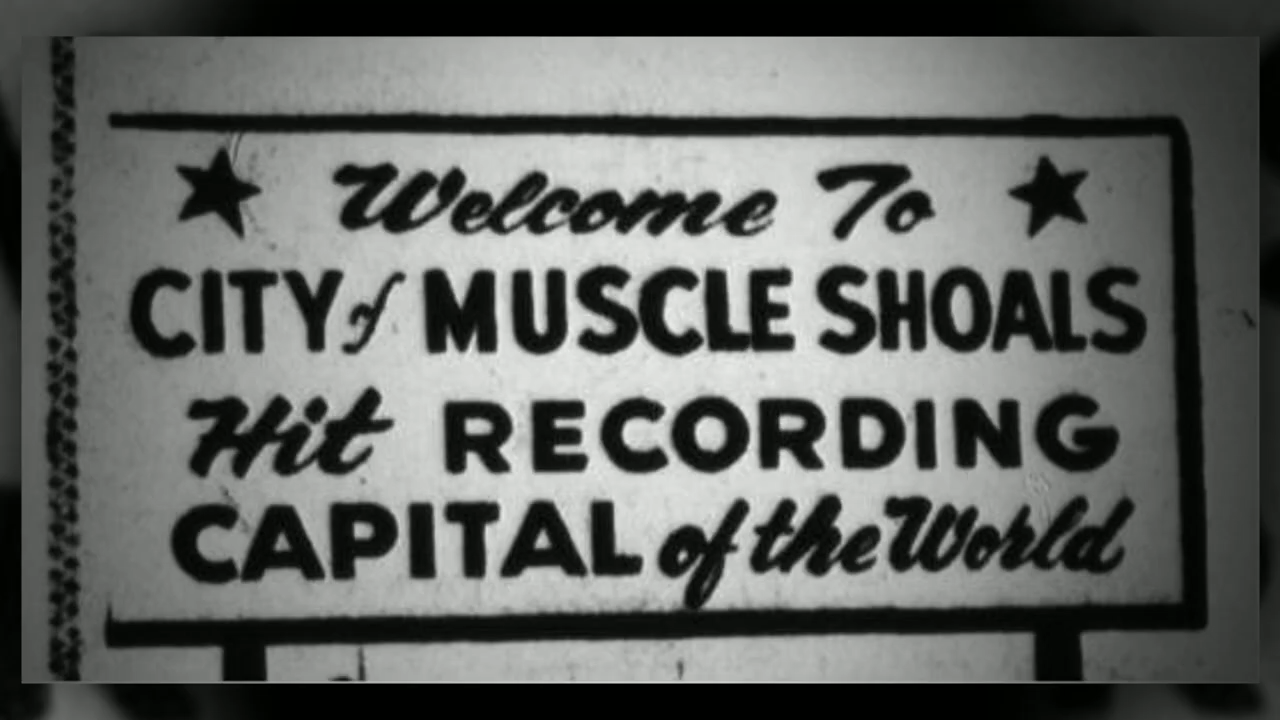 Welcome To
CITY of MUSCLE SHOALS
Hit RECORDING
CAPITAL of the World